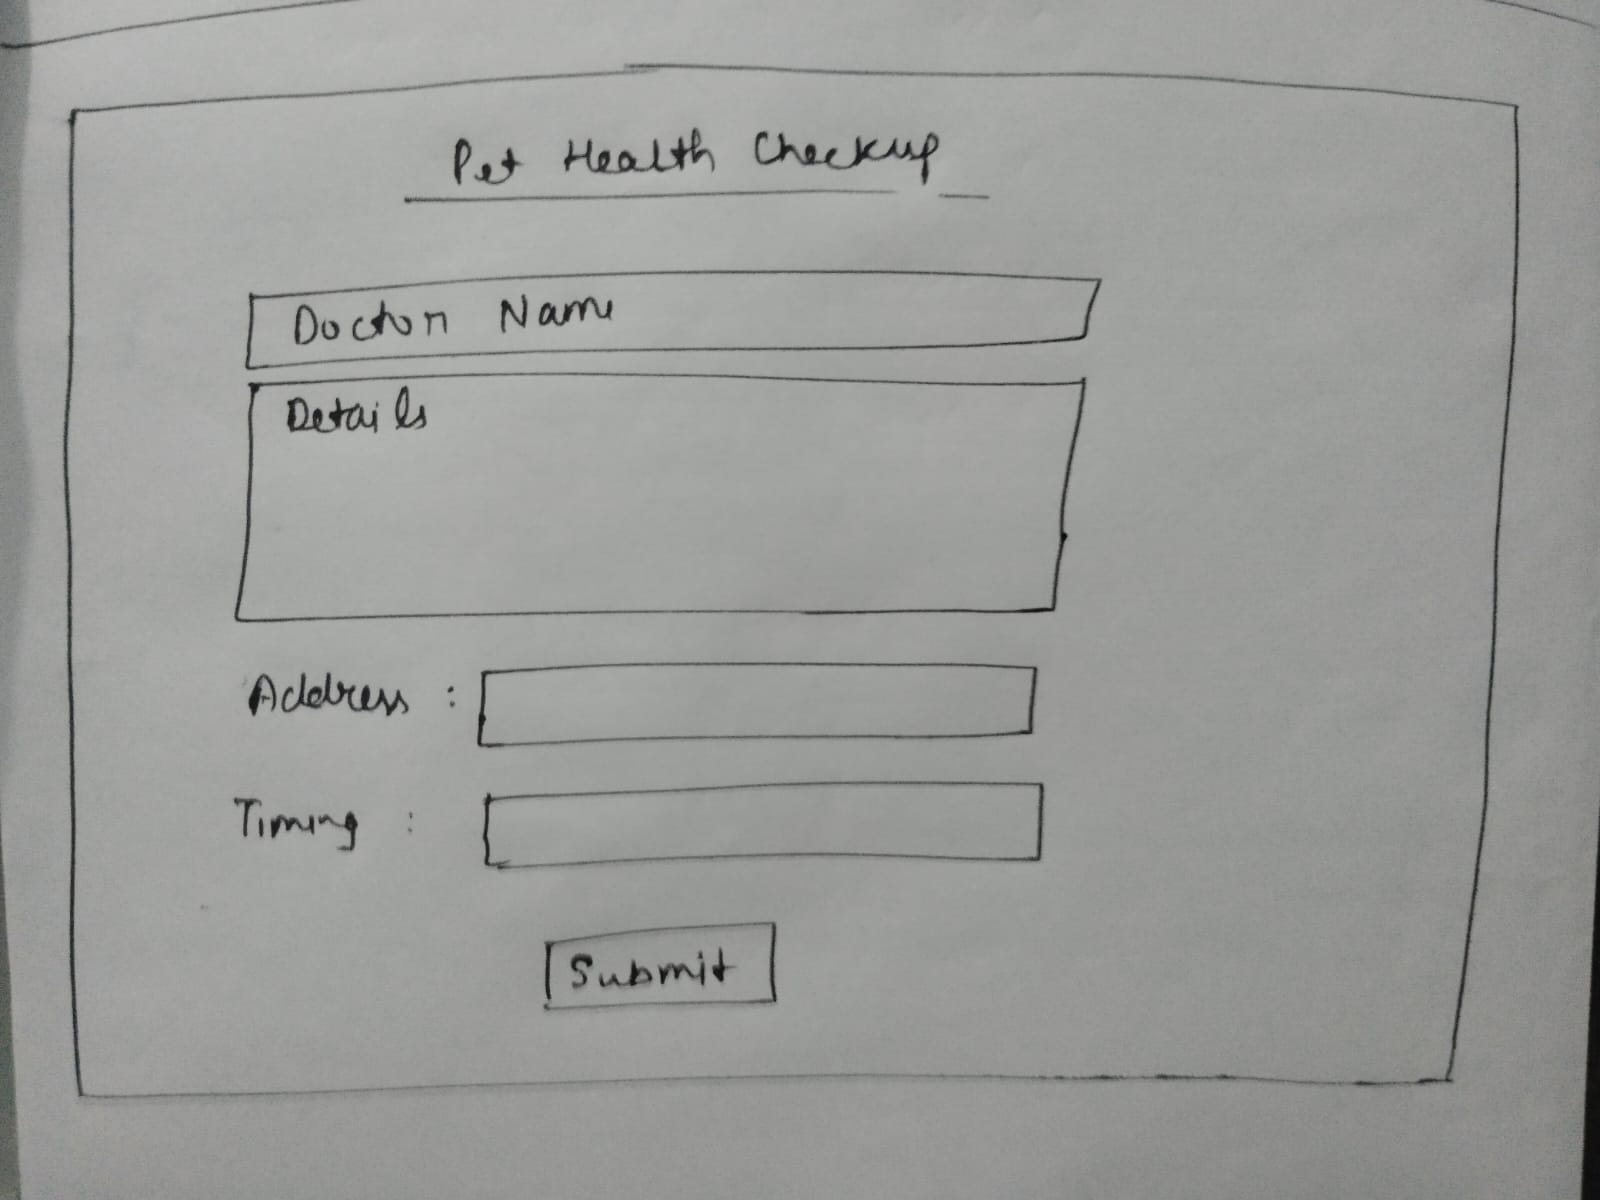 Pet Health Checkup
Doctor Name
Details
Address :
Timing :
Submit